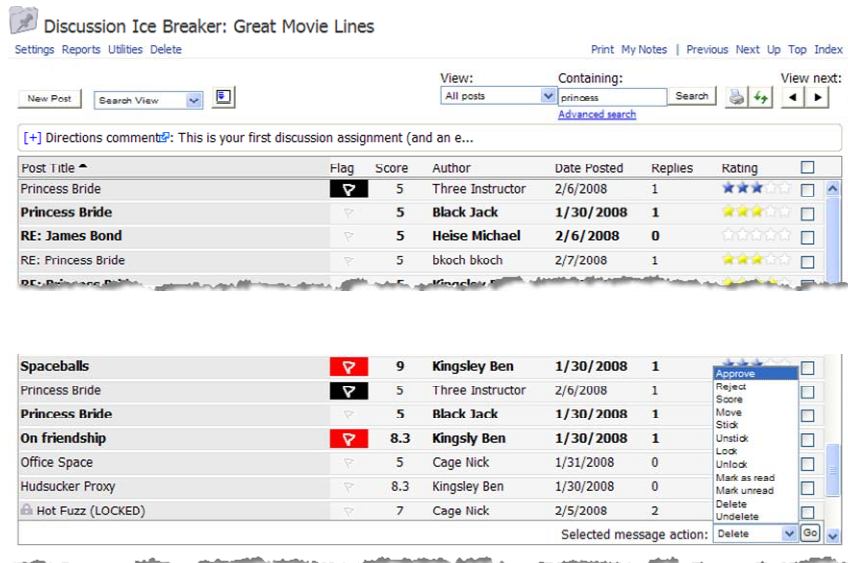 Discussion Ice Breaker: Great Movie Lines
Settings Reports Utilities Delete Print My Notes | Previous Next Up Top Index
View: Containing: View next:
New Post Search View All posts princess Search
Advanced search
[+] Directions comment: This is your first discussion assignment (and an e...
Post Title Flag Score Author Date Posted Replies Rating
Princess Bride 5 Three Instructor 2/6/2008 1
Princess Bride 5 Black Jack 1/30/2008 1
RE: James Bond 5 Heise Michael 2/6/2008 0
RE: Princess Bride 5 bkoch bkoch 2/7/2008 1
RE: Princess Bride 5 Kingsley
Spaceballs 9 Kingsley Ben 1/30/2008 1
Approve
Princess Bride 5 Three Instructor 2/6/2008 1
Reject
Score
Princess Bride 5 Black Jack 1/30/2008 1
Move
Stick
On friendship 8.3 Kingsly Ben 1/30/2008 1
Unstick
Lock
Office Space 5 Cage Nick 1/31/2008 0
Unlock
Mark as read
Hudsucker Proxy 8.3 Kingsley Ben 1/30/2008 0
Mark unread
Delete
Hot Fuzz (LOCKED) 7 Cage Nick 2/5/2008 2
Undelete
Selected message action: Delete Go